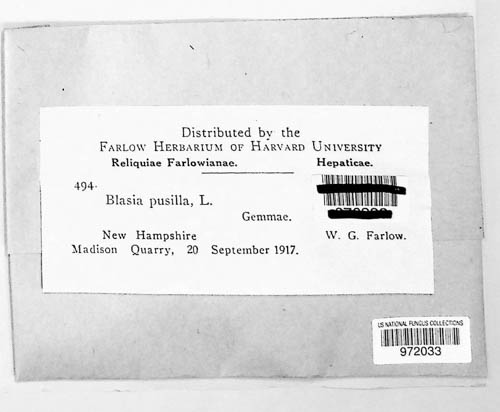 Distributed by the
FARLOW HERBARIUM OF HARVARD UNIVERSITY
Reliquiae Farlowianae. Hepaticae.
494.
Blasia pusilla, L.
Gemmae.
New Hampshire W. G. Farlow.
Madison Quarry, 20 September 1917.
US NATIONAL FUNGUS COLLECTIONS
972033